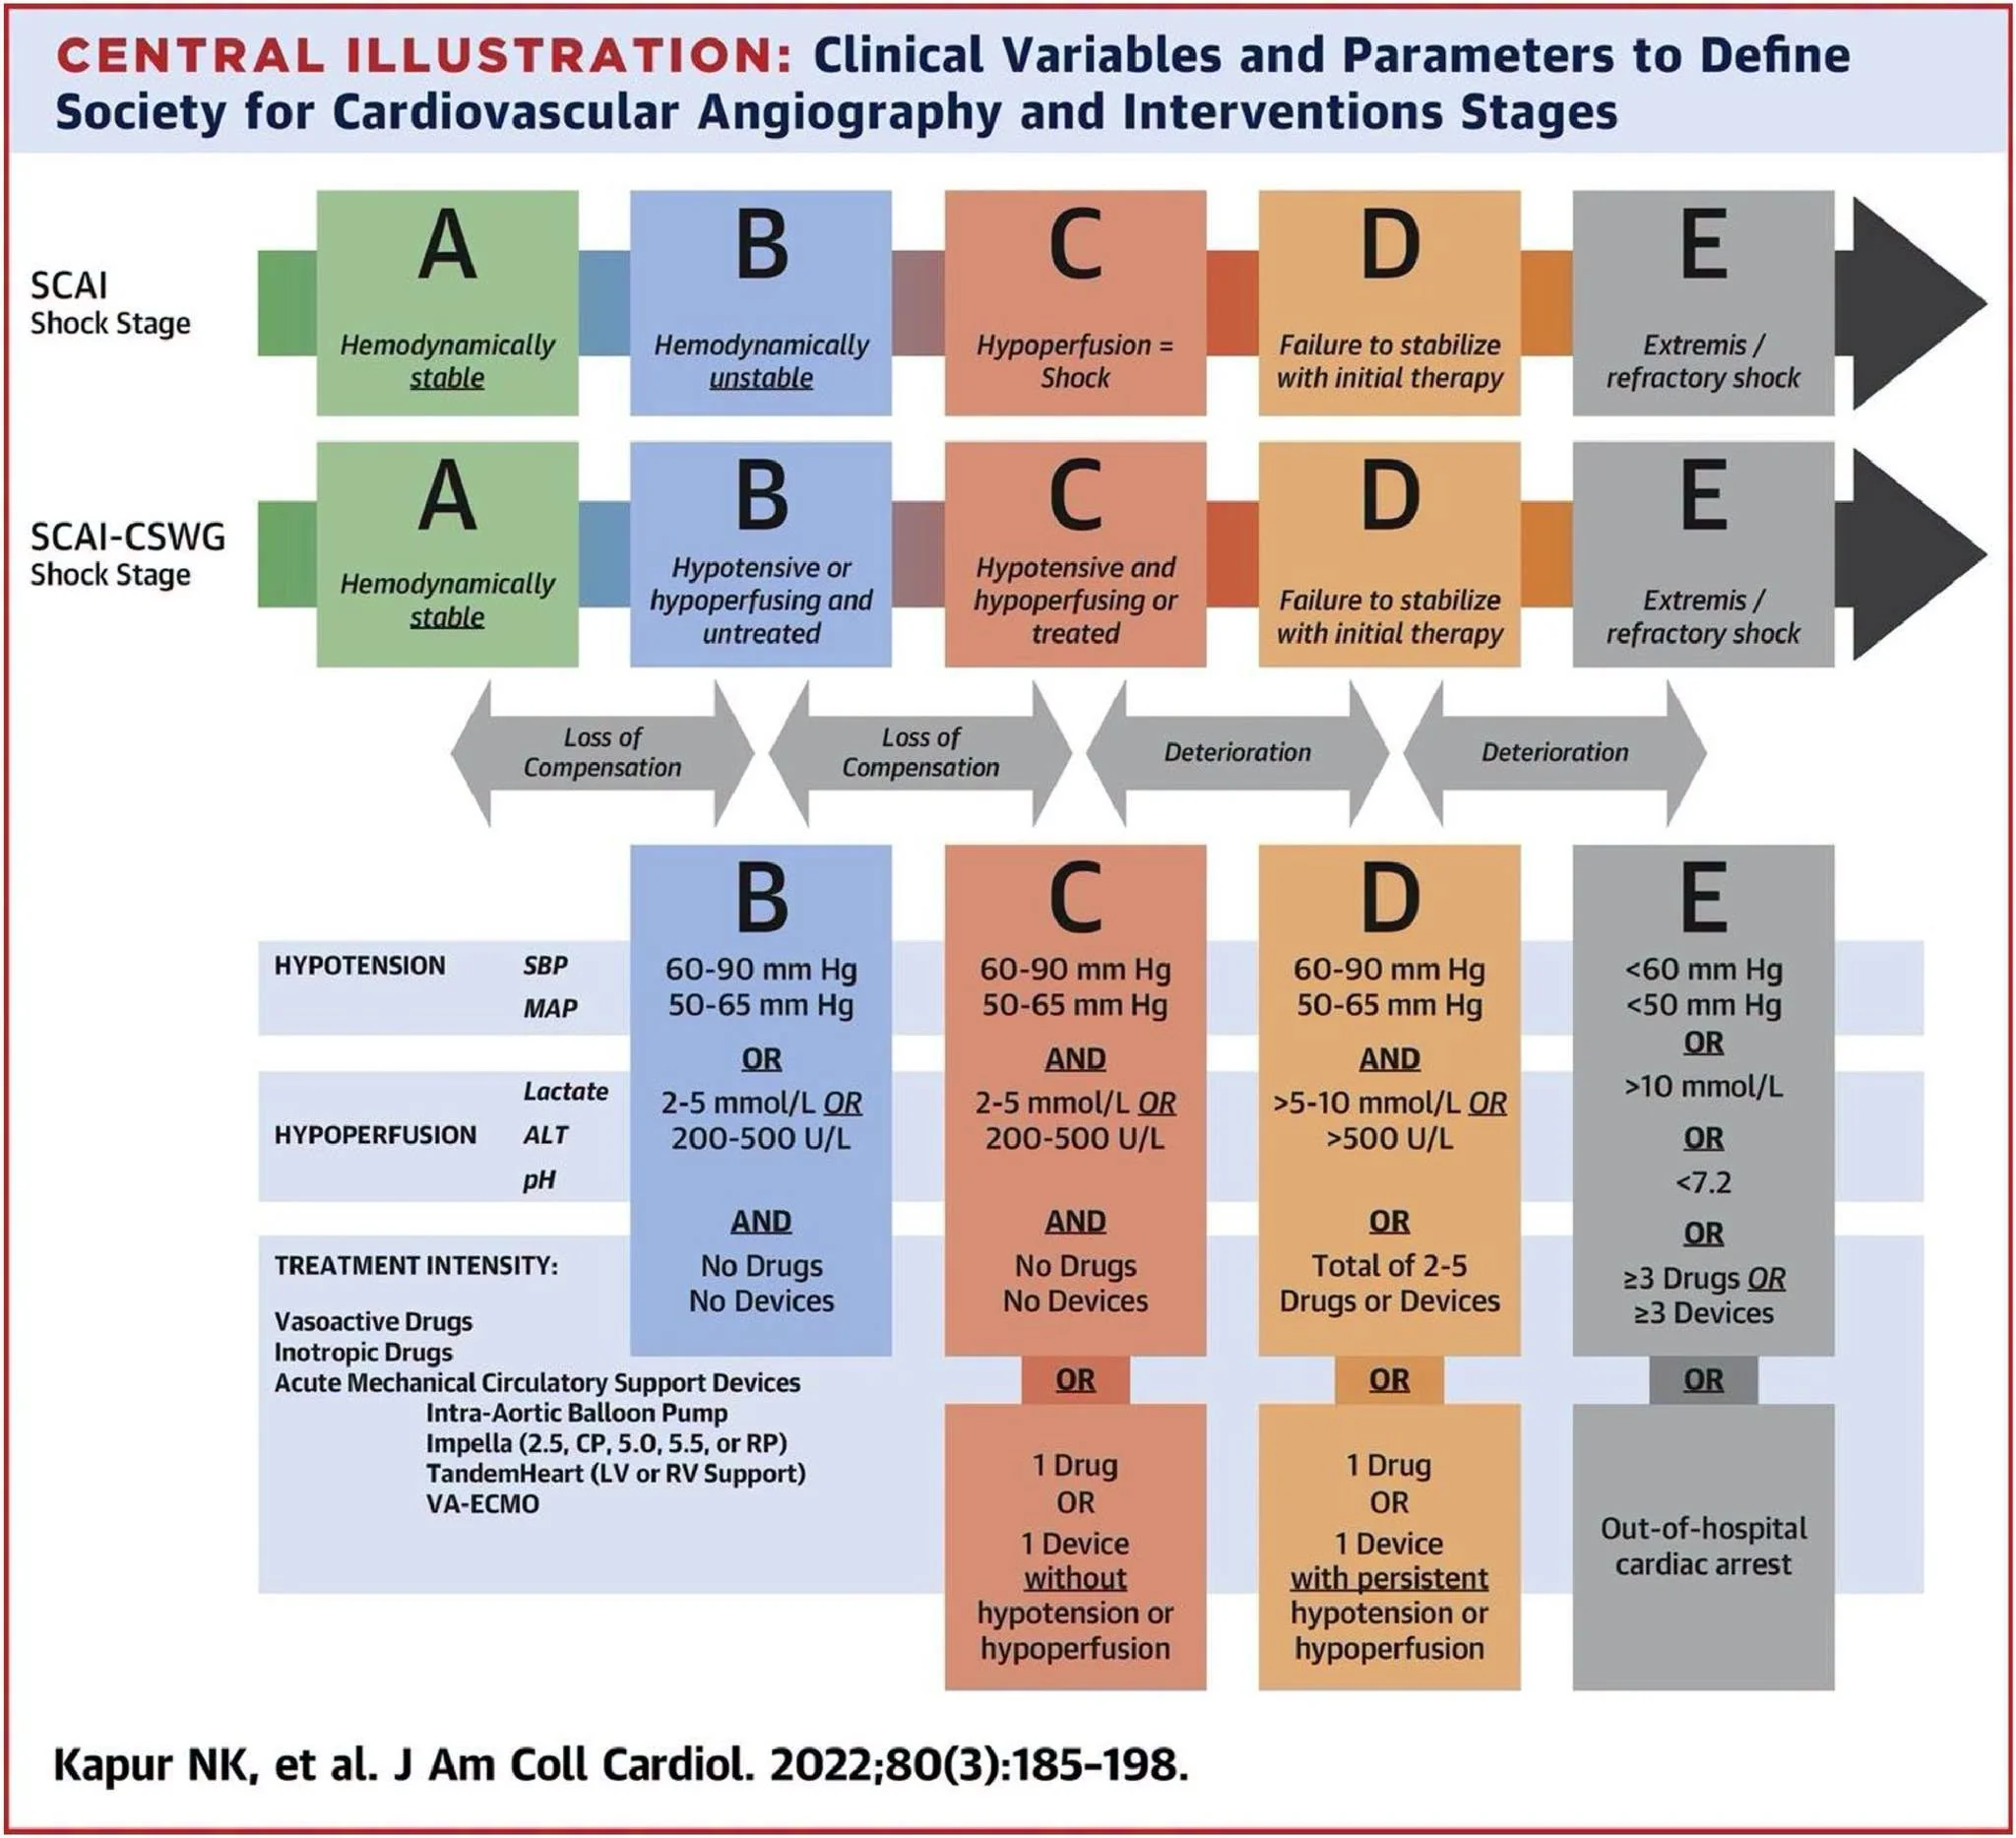 CENTRAL ILLUSTRATION: Clinical Variables and Parameters to Define
Society for Cardiovascular Angiography and Interventions Stages
SCAI
Shock Stage
A
Hemodynamically
stable
B
Hemodynamically
unstable
C
Hypoperfusion =
Shock
D
Failure to stabilize
with initial therapy
E
Extremis /
refractory shock
SCAI-CSWG
Shock Stage
A
Hemodynamically
stable
B
Hypotensive or
hypoperfusing and
untreated
C
Hypotensive and
hypoperfusing or
treated
D
Failure to stabilize
with initial therapy
E
Extremis /
refractory shock
Loss of
Compensation
Loss of
Compensation
Deterioration
Deterioration
HYPOTENSION
SBP
MAP
HYPOPERFUSION
Lactate
ALT
pH
TREATMENT INTENSITY:
Vasoactive Drugs
Inotropic Drugs
Acute Mechanical Circulatory Support Devices
Intra-Aortic Balloon Pump
Impella (2.5, CP, 5.0, 5.5, or RP)
TandemHeart (LV or RV Support)
VA-ECMO
B
60-90 mm Hg
50-65 mm Hg
OR
2-5 mmol/L OR
200-500 U/L
AND
No Drugs
No Devices
C
60-90 mm Hg
50-65 mm Hg
AND
2-5 mmol/L OR
200-500 U/L
AND
No Drugs
No Devices
OR
1 Drug
OR
1 Device
without
hypotension or
hypoperfusion
D
60-90 mm Hg
50-65 mm Hg
AND
>5-10 mmol/L OR
>500 U/L
OR
Total of 2-5
Drugs or Devices
OR
1 Drug
OR
1 Device
with persistent
hypotension or
hypoperfusion
E
<60 mm Hg
<50 mm Hg
OR
>10 mmol/L
OR
<7.2
OR
≥3 Drugs OR
≥3 Devices
OR
Out-of-hospital
cardiac arrest
Kapur NK, et al. J Am Coll Cardiol. 2022;80(3):185–198.